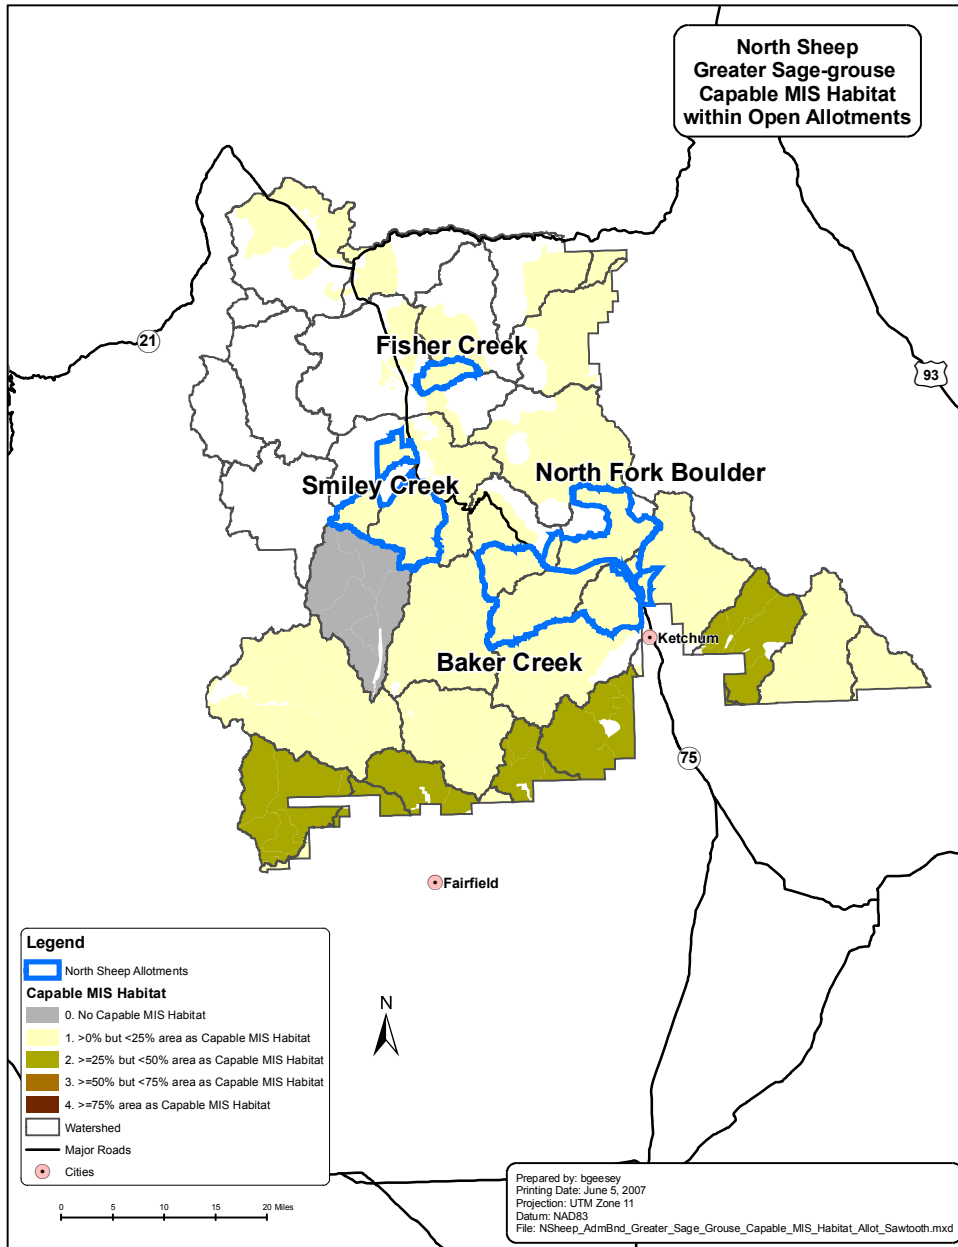 North Sheep
Greater Sage-grouse
Capable MIS Habitat
within Open Allotments
21
93
Fisher Creek
Smiley Creek
North Fork Boulder
Ketchum
Baker Creek
75
Fairfield
Legend
North Sheep Allotments
Capable MIS Habitat
0. No Capable MIS Habitat
1. >0% but <25% area as Capable MIS Habitat
2. >=25% but <50% area as Capable MIS Habitat
3. >=50% but <75% area as Capable MIS Habitat
4. >=75% area as Capable MIS Habitat
Watershed
Major Roads
Cities
N
0 5 10 15 20 Miles
Prepared by: bgeesey
Printing Date: June 5, 2007
Projection: UTM Zone 11
Datum: NAD83
File: NSheep_AdmBnd_Greater_Sage_Grouse_Capable_MIS_Habitat_Allot_Sawtooth.mxd